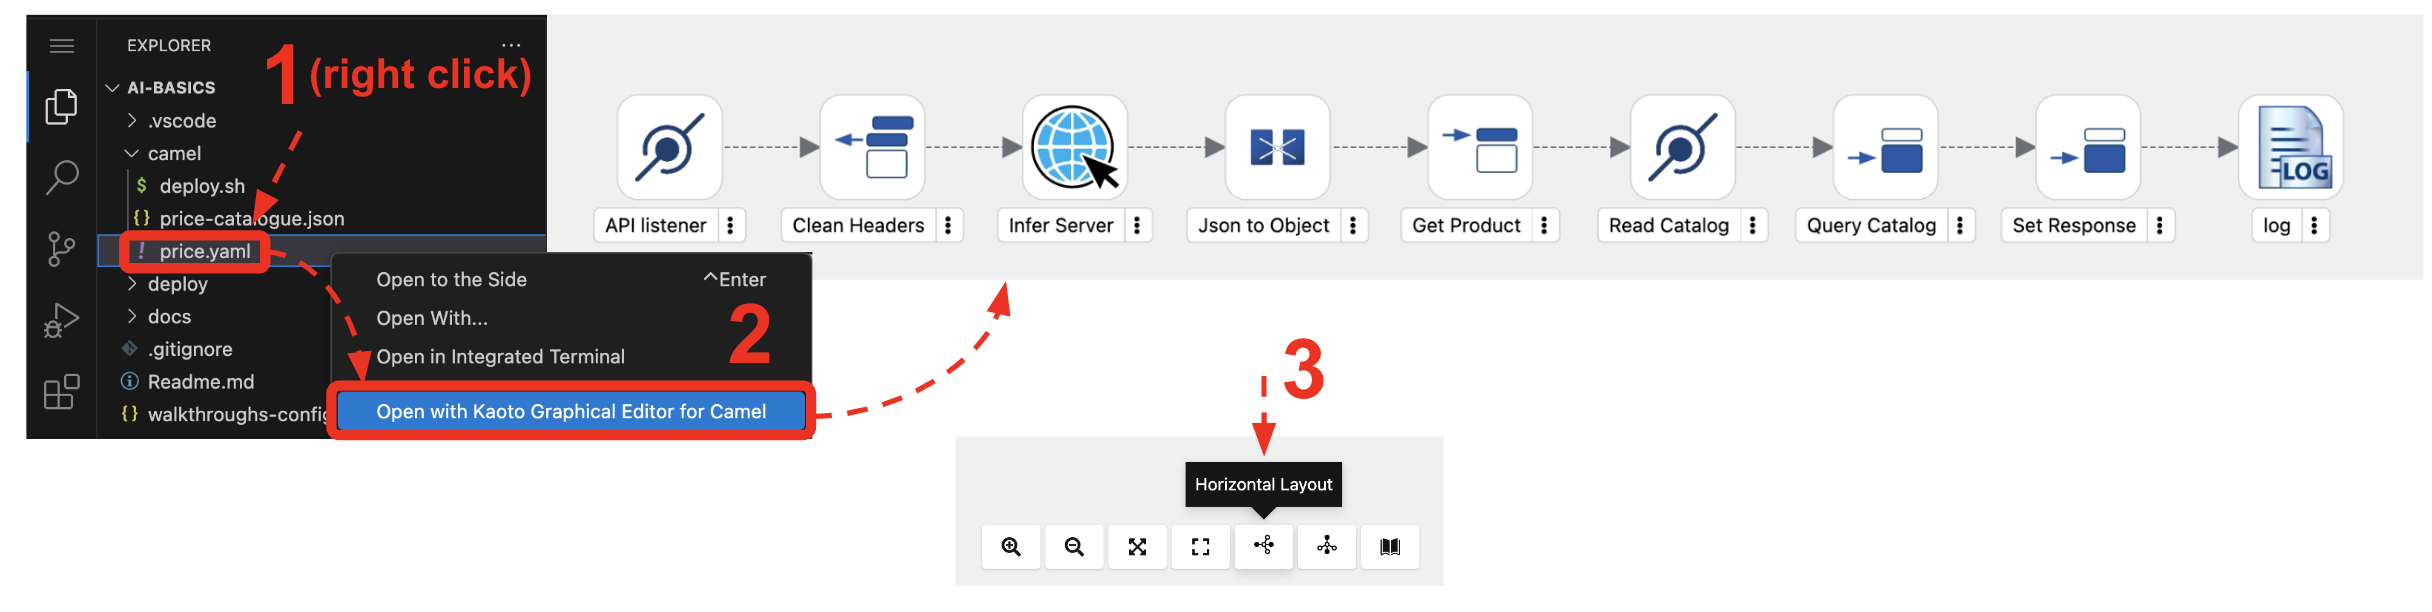 EXPLORER
...
1 (right click)
AI-BASICS
.vscode
camel
$ deploy.sh
{} price-catalogue.json
! price.yaml
deploy
docs
.gitignore
Readme.md
{} walkthroughs-config
Open to the Side ^Enter
Open With...
Open in Integrated Terminal
2
Open with Kaoto Graphical Editor for Camel
LOG
API listener
Clean Headers
Infer Server
Json to Object
Get Product
Read Catalog
Query Catalog
Set Response
log
3
Horizontal Layout